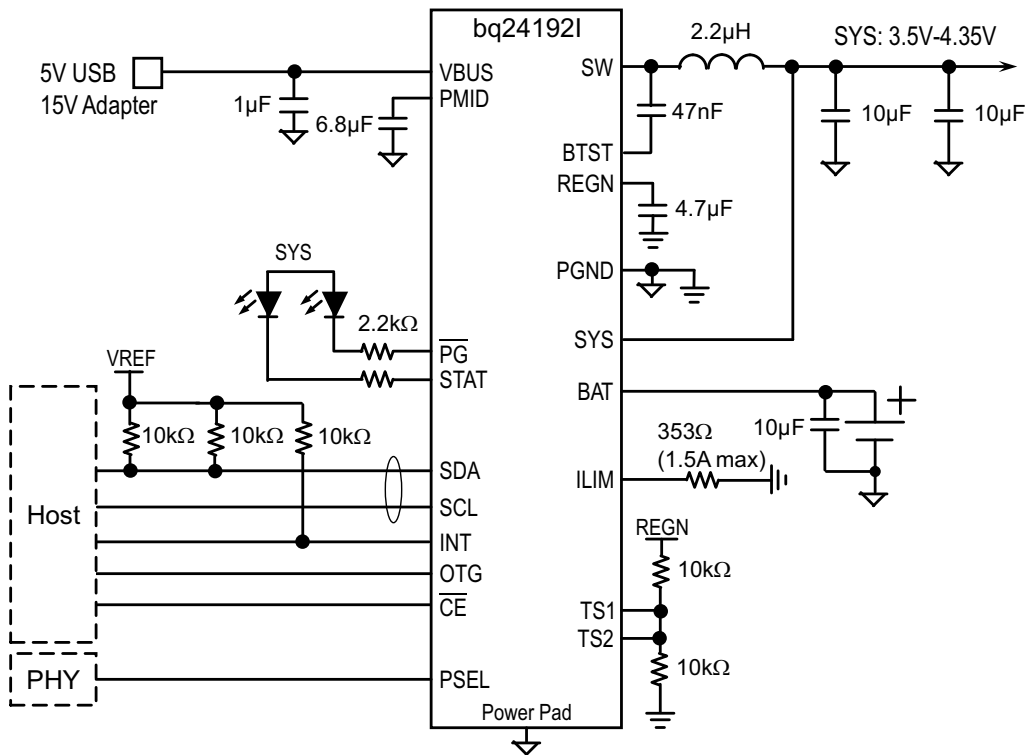 bq24192I
5V USB
15V Adapter
1µF
6.8µF
VBUS
PMID
SW
2.2µH
SYS: 3.5V-4.35V
47nF
10µF
10µF
BTST
REGN
4.7µF
PGND
SYS
SYS
2.2kΩ
PG
STAT
VREF
10kΩ
10kΩ
10kΩ
BAT
10µF
+
353Ω
(1.5A max)
ILIM
Host
SDA
SCL
INT
OTG
CE
REGN
10kΩ
TS1
TS2
10kΩ
PHY
PSEL
Power Pad